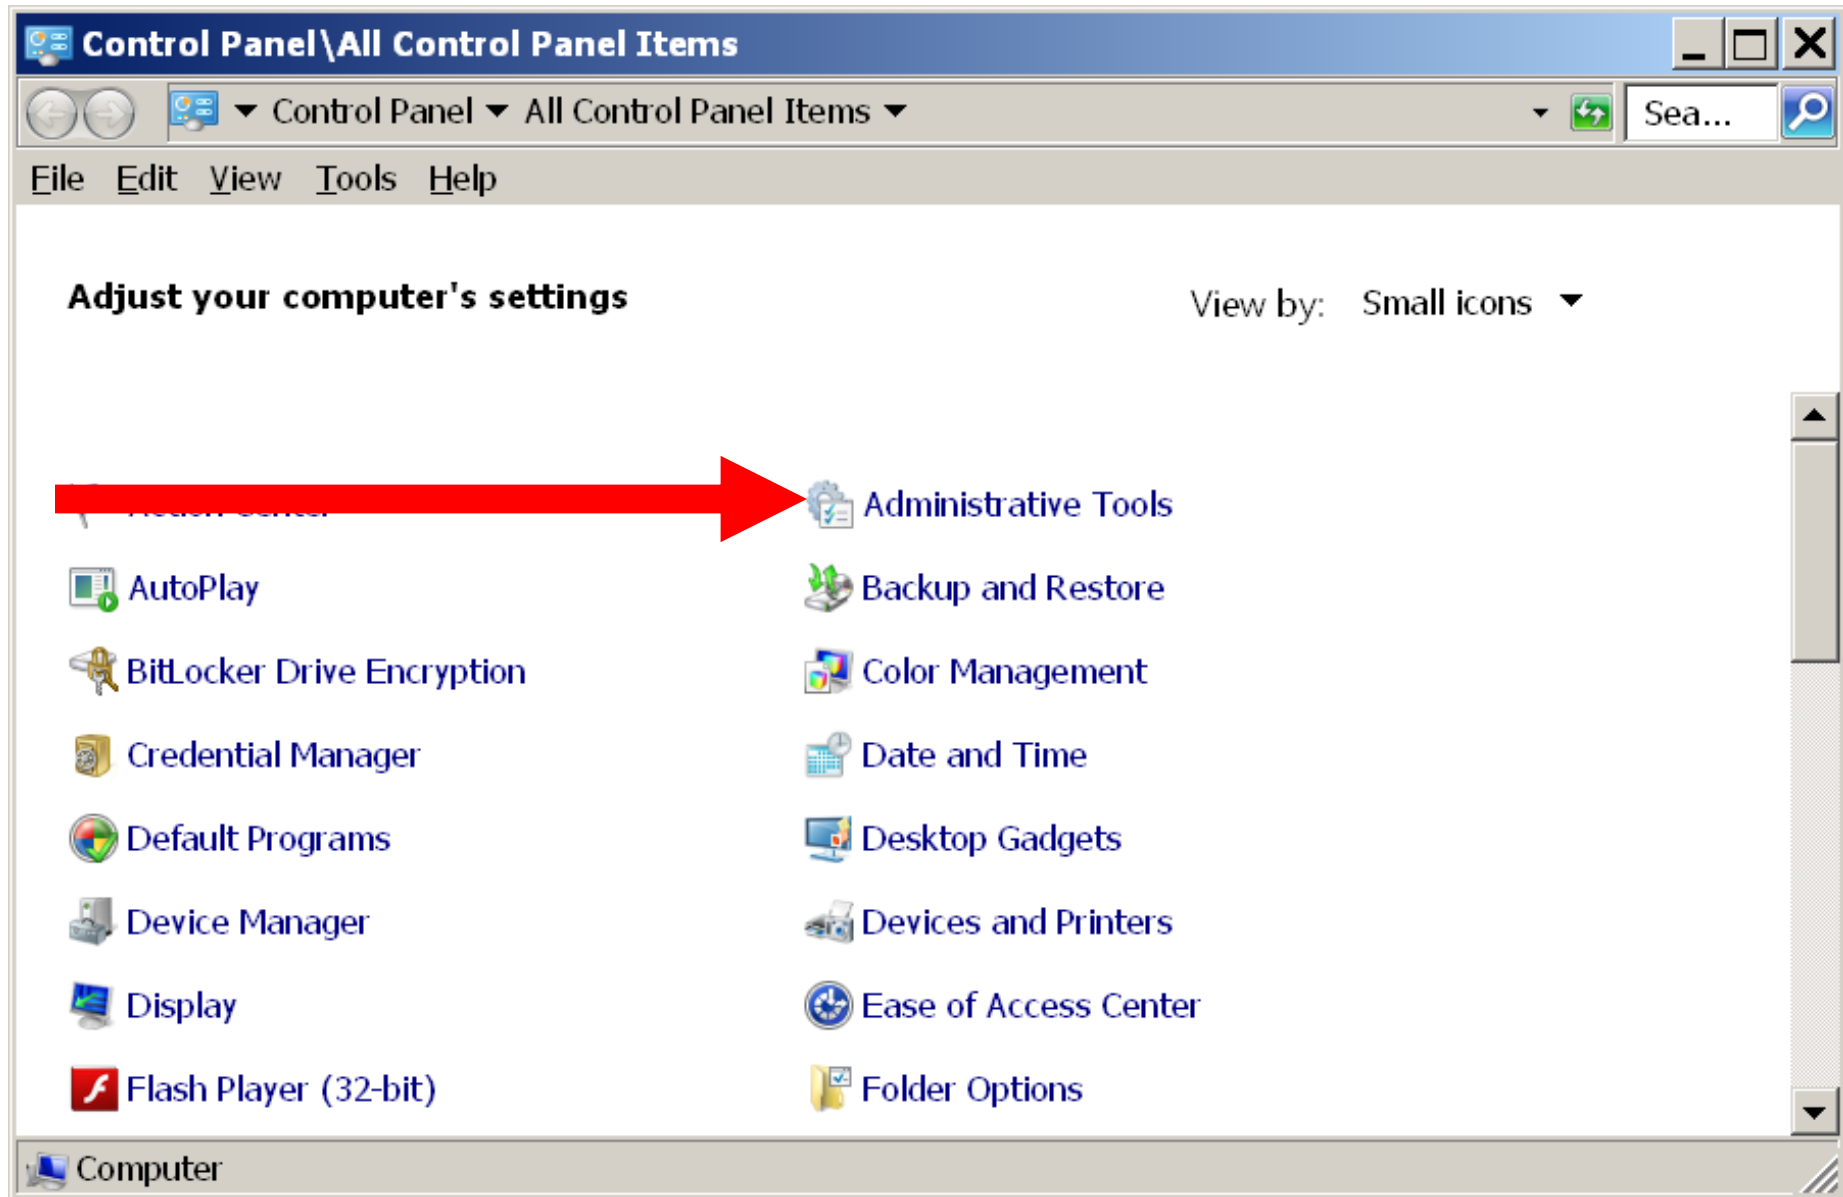 Control Panel\All Control Panel Items
Control Panel All Control Panel Items Sea...
File Edit View Tools Help
Adjust your computer's settings
View by: Small icons
Action Center Administrative Tools
AutoPlay Backup and Restore
BitLocker Drive Encryption Color Management
Credential Manager Date and Time
Default Programs Desktop Gadgets
Device Manager Devices and Printers
Display Ease of Access Center
Flash Player (32-bit) Folder Options
Computer